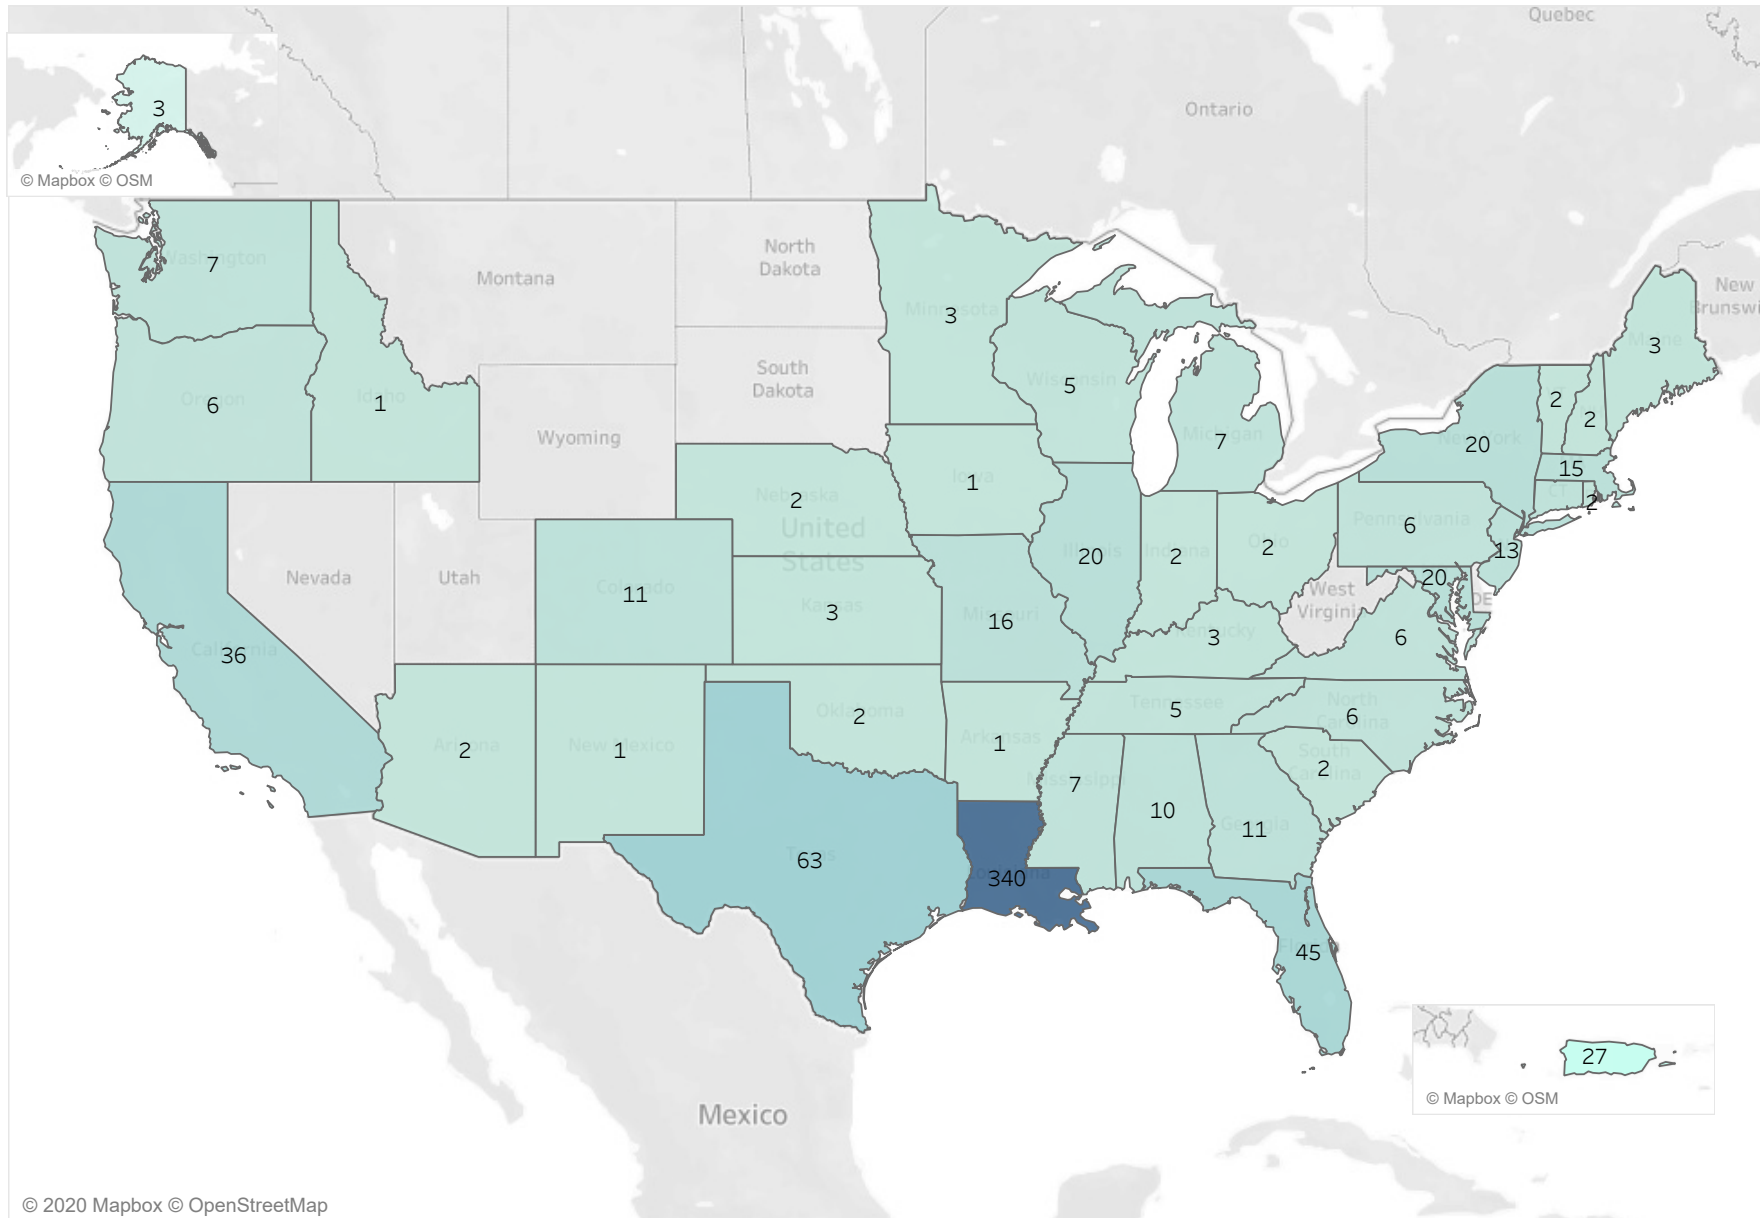 Quebec
Ontario
3
© Mapbox © OSM
Washington
7
Montana
North
Dakota
Minnesota
3
New
Brunswi
Maine
3
South
Dakota
Wisconsin
5
Oregon
6
Idaho
1
Wyoming
Michigan
7
New York
20
VT
2
2
15
CT
2
Iowa
1
Nebraska
2
United
States
Pennsylvania
6
13
Illinois
20
Indiana
2
Ohio
2
20
DE
West
Virginia
Nevada
Utah
Colorado
11
Kansas
3
Missouri
16
Kentucky
3
6
California
36
Tennessee
5
North
Carolina
6
Oklahoma
2
Arizona
2
New Mexico
1
Arkansas
1
South
Carolina
2
Mississippi
7
10
Georgia
11
Texas
63
Louisiana
340
Florida
45
27
© Mapbox © OSM
Mexico
© 2020 Mapbox © OpenStreetMap